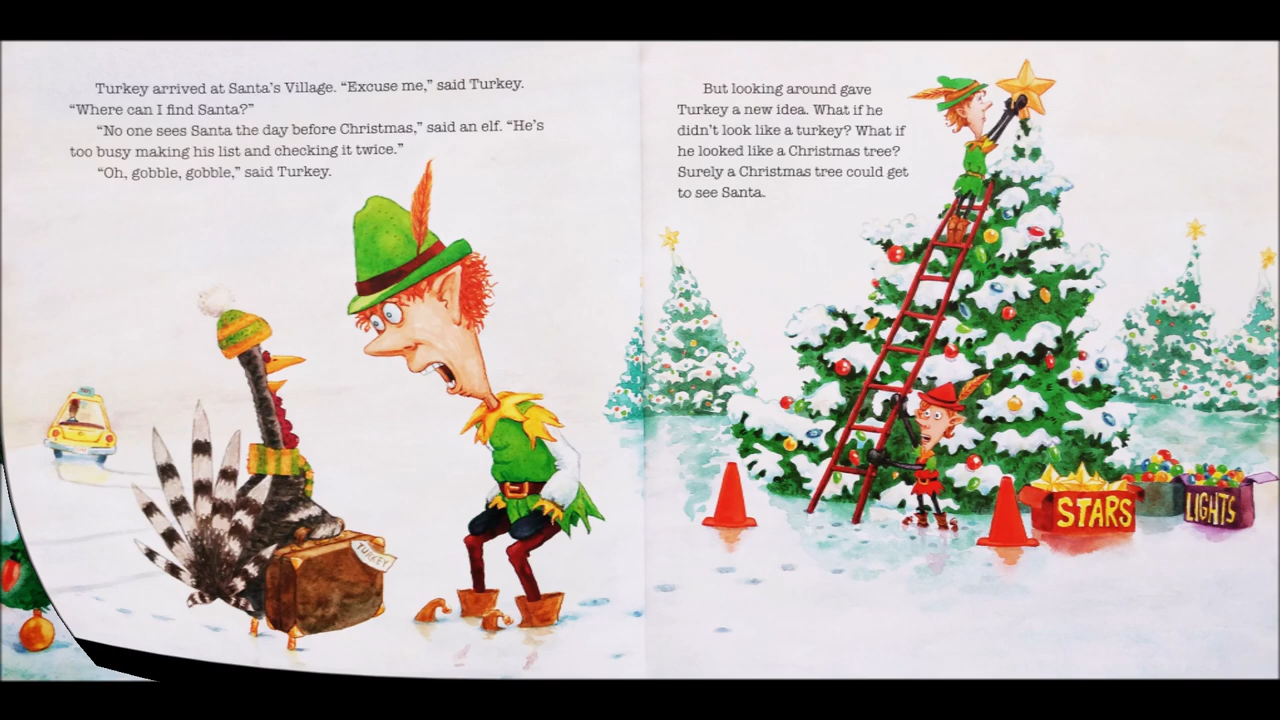 Turkey arrived at Santa's Village. “Excuse me,” said Turkey.
“Where can I find Santa?”
“No one sees Santa the day before Christmas,” said an elf. “He's
too busy making his list and checking it twice.”
“Oh, gobble, gobble,” said Turkey.
TURKEY
But looking around gave
Turkey a new idea. What if he
didn't look like a turkey? What if
he looked like a Christmas tree?
Surely a Christmas tree could get
to see Santa.
STARS
LIGHTS